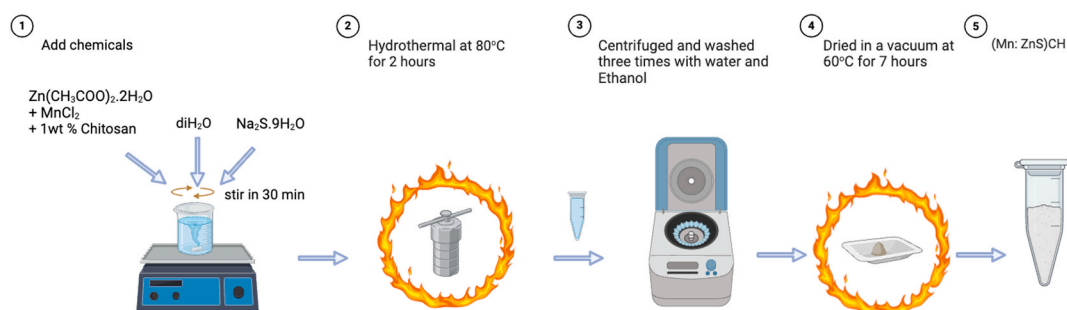 1
Add chemicals
Zn(CH₃COO)₂.2H₂O
+ MnCl₂
+ 1wt % Chitosan
diH₂O
Na₂S.9H₂O
stir in 30 min
2
Hydrothermal at 80°C
for 2 hours
3
Centrifuged and washed
three times with water and
Ethanol
4
Dried in a vacuum at
60°C for 7 hours
5
(Mn: ZnS)CH